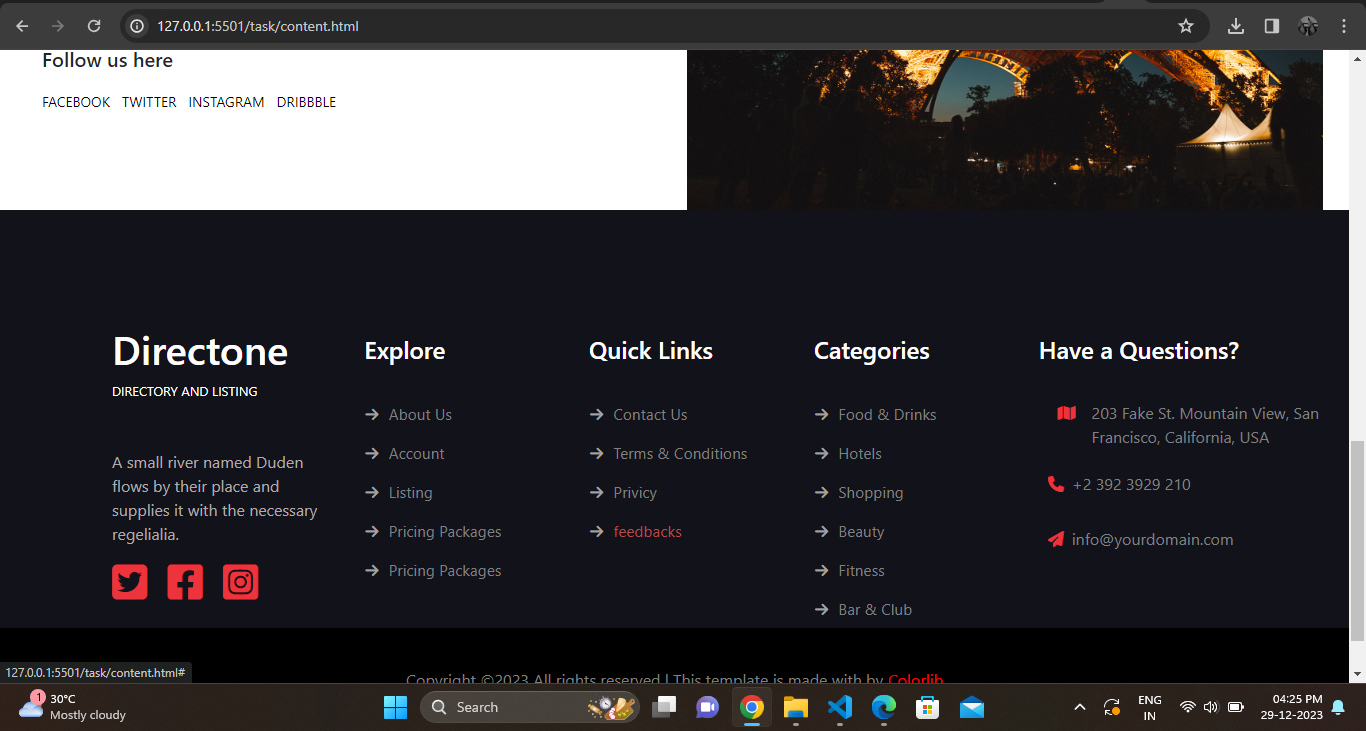 127.0.0.1:5501/task/content.html
Follow us here
FACEBOOK TWITTER INSTAGRAM DRIBBBLE
Directone
DIRECTORY AND LISTING
A small river named Duden
flows by their place and
supplies it with the necessary
regelialia.
Explore
About Us
Account
Listing
Pricing Packages
Pricing Packages
Quick Links
Contact Us
Terms & Conditions
Privicy
feedbacks
Categories
Food & Drinks
Hotels
Shopping
Beauty
Fitness
Bar & Club
Have a Questions?
203 Fake St. Mountain View, San
Francisco, California, USA
+2 392 3929 210
info@yourdomain.com
Copyright ©2023 All rights reserved | This template is made with by Colorlib
127.0.0.1:5501/task/content.html#
1
30°C
Mostly cloudy
Search
ENG
IN
04:25 PM
29-12-2023